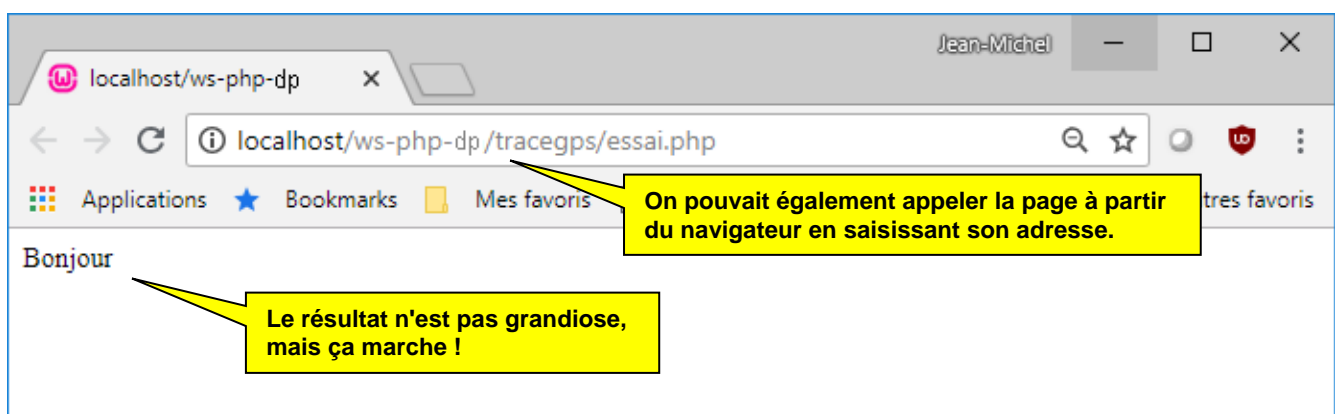 Jean-Michel
localhost/ws-php-dp
localhost/ws-php-dp/tracegps/essai.php
Applications Bookmarks Mes favoris tres favoris
On pouvait également appeler la page à partir
du navigateur en saisissant son adresse.
Bonjour
Le résultat n'est pas grandiose,
mais ça marche !